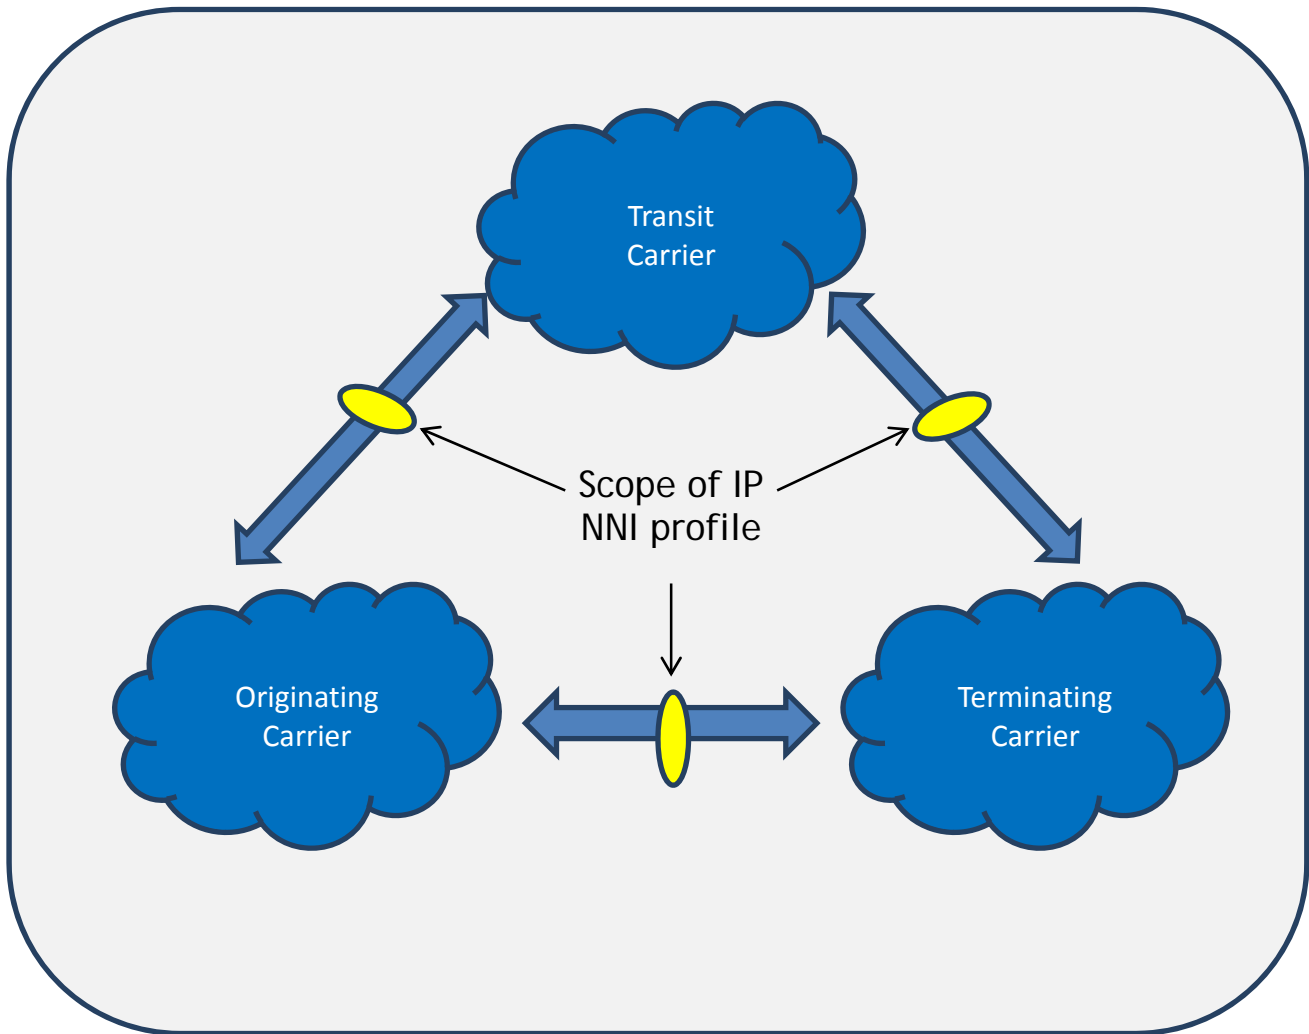 Transit
Carrier
Scope of IP
NNI profile
Originating
Carrier
Terminating
Carrier